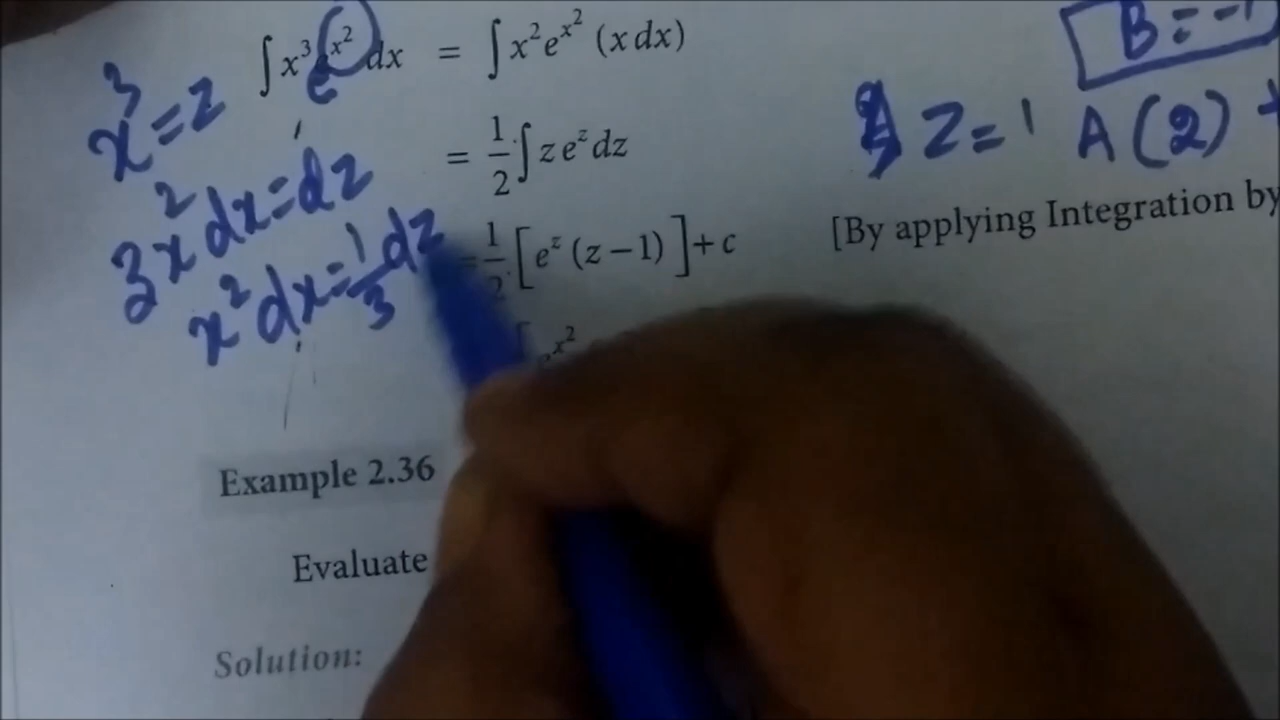 ∫x³e^{x²}dx = ∫x²e^{x²}(x dx)
x³ = z
= 1/2 ∫z e^z dz
3x² dx = dz
x² dx = 1/3 dz
= 1/2 [e^z (z − 1)] + c
[By applying Integration by
B = -1
z = 1 A(2) +
Example 2.36
Evaluate
Solution: